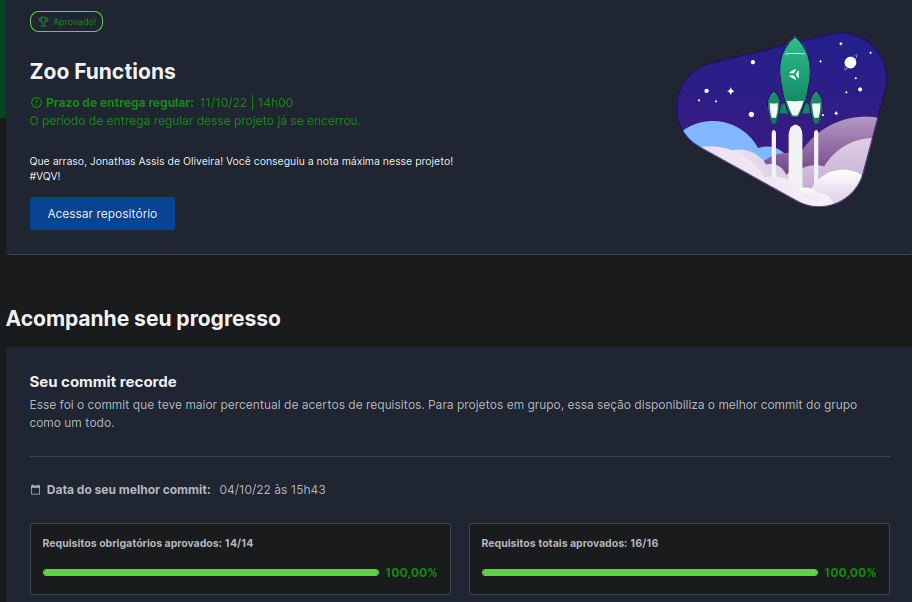 Aprovado!
Zoo Functions
Prazo de entrega regular: 11/10/22 | 14h00
O período de entrega regular desse projeto já se encerrou.
Que arraso, Jonathas Assis de Oliveira! Você conseguiu a nota máxima nesse projeto!
#VQV!
Acessar repositório
Acompanhe seu progresso
Seu commit recorde
Esse foi o commit que teve maior percentual de acertos de requisitos. Para projetos em grupo, essa seção disponibiliza o melhor commit do grupo
como um todo.
Data do seu melhor commit: 04/10/22 às 15h43
Requisitos obrigatórios aprovados: 14/14
100,00%
Requisitos totais aprovados: 16/16
100,00%